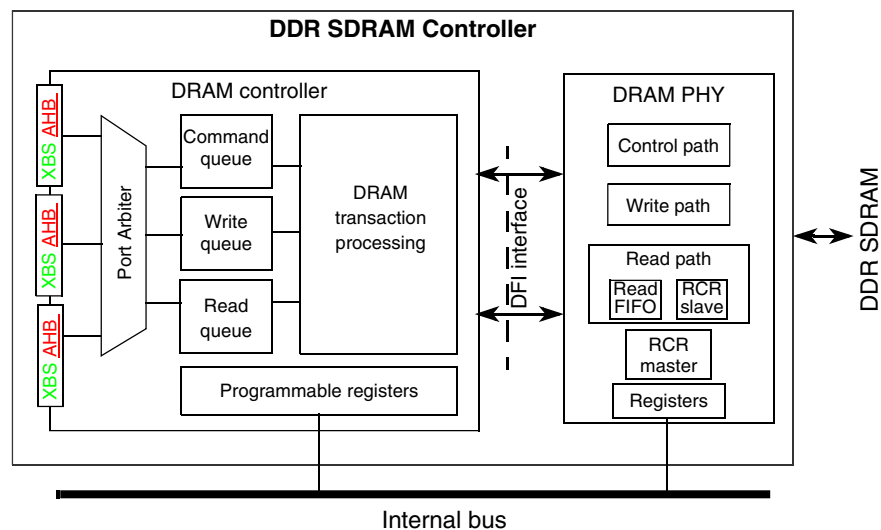 DDR SDRAM Controller
DRAM controller
XBS AHB
XBS AHB
XBS AHB
Port Arbiter
Command
queue
Write
queue
Read
queue
DRAM
transaction
processing
Programmable registers
DFI interface
DRAM PHY
Control path
Write path
Read path
Read
FIFO
RCR
slave
RCR
master
Registers
DDR SDRAM
Internal bus